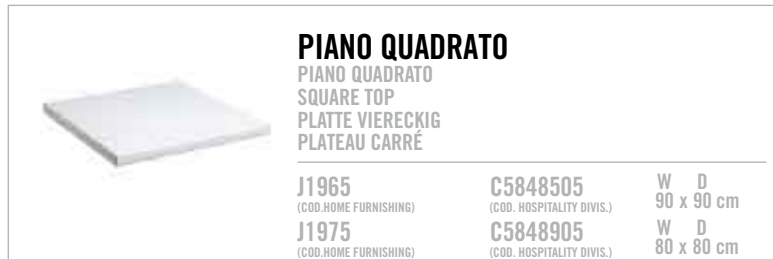 PIANO QUADRATO
PIANO QUADRATO
SQUARE TOP
PLATTE VIERECKIG
PLATEAU CARRÉ
J1965 C5848505 W D
(COD.HOME FURNISHING) (COD. HOSPITALITY DIVIS.) 90 x 90 cm
J1975 C5848905 W D
(COD.HOME FURNISHING) (COD. HOSPITALITY DIVIS.) 80 x 80 cm